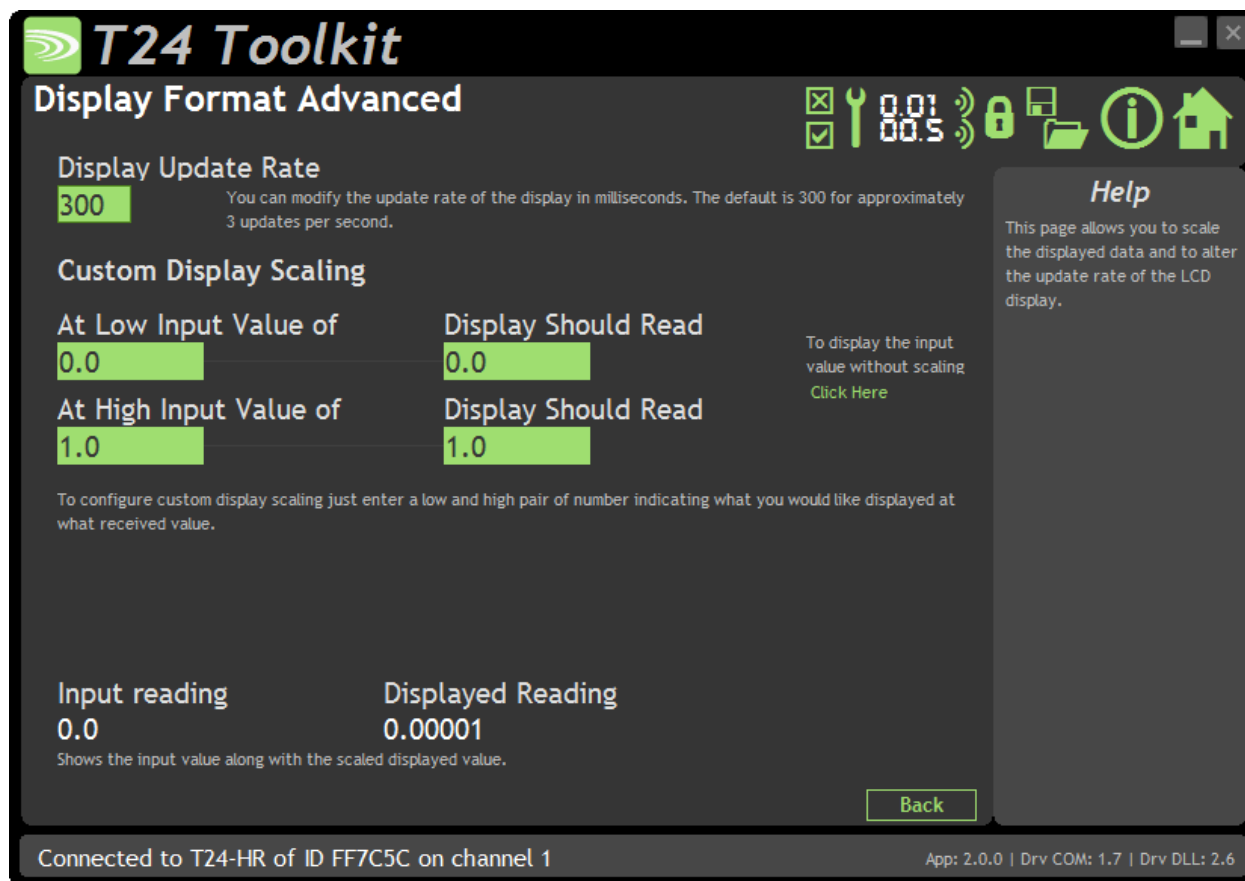 T24 Toolkit
Display Format Advanced
0.01
00.5
Display Update Rate
300
You can modify the update rate of the display in milliseconds. The default is 300 for approximately
3 updates per second.
Custom Display Scaling
At Low Input Value of
Display Should Read
0.0
0.0
At High Input Value of
Display Should Read
1.0
1.0
To display the input
value without scaling
Click Here
To configure custom display scaling just enter a low and high pair of number indicating what you would like displayed at
what received value.
Input reading
Displayed Reading
0.0
0.00001
Shows the input value along with the scaled displayed value.
Back
Help
This page allows you to scale
the displayed data and to alter
the update rate of the LCD
display.
Connected to T24-HR of ID FF7C5C on channel 1
App: 2.0.0 | Drv COM: 1.7 | Drv DLL: 2.6